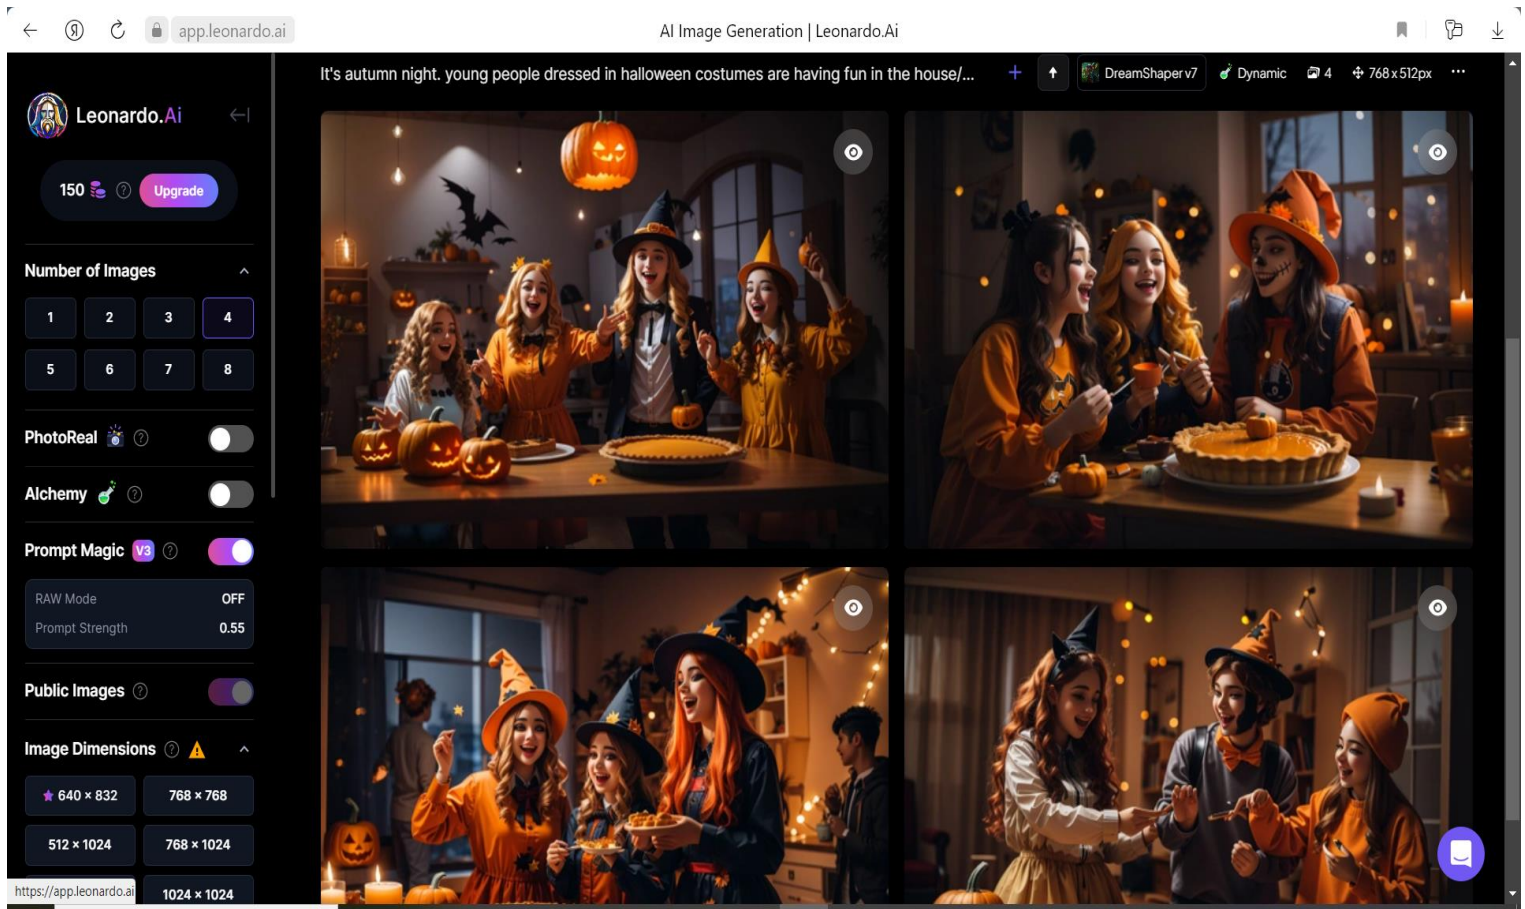 Я
app.leonardo.ai
AI Image Generation | Leonardo.Ai
Leonardo.Ai
150 ? Upgrade
Number of Images
1 2 3 4
5 6 7 8
PhotoReal ?
Alchemy ?
Prompt Magic V3 ?
RAW Mode OFF
Prompt Strength 0.55
Public Images ?
Image Dimensions ?
640 × 832 768 × 768
512 × 1024 768 × 1024
1024 × 1024
https://app.leonardo.ai
It's autumn night. young people dressed in halloween costumes are having fun in the house/... + DreamShaper v7 Dynamic 4 768 x 512px ...